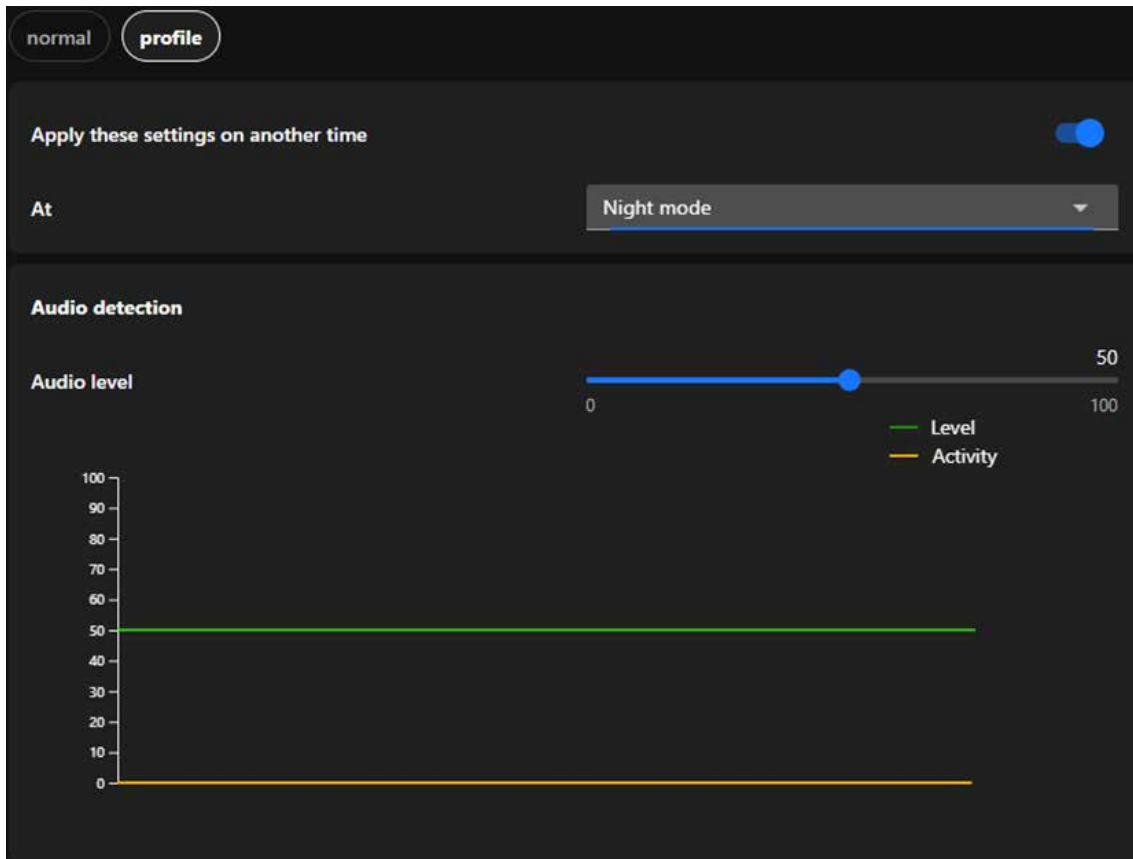 normal profile
Apply these settings on another time
At Night mode
Audio detection
50
Audio level
0 100
Level
Activity
100
90
80
70
60
50
40
30
20
10
0